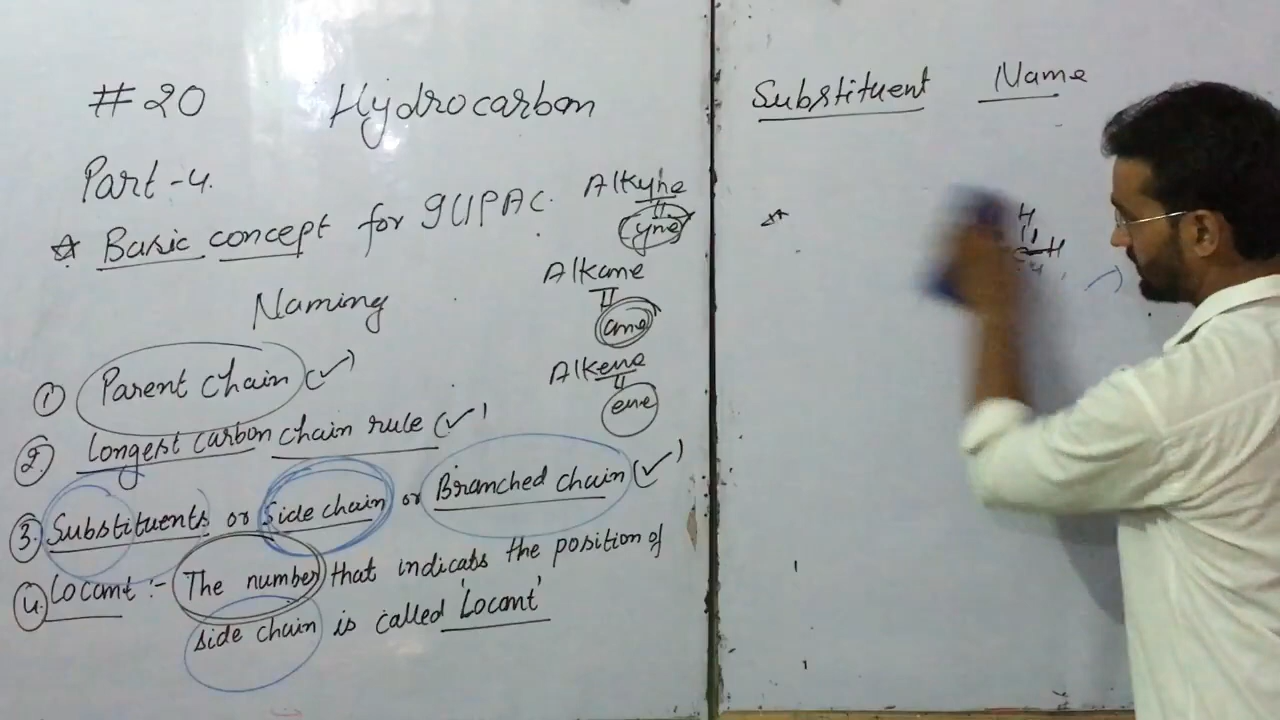 #20 Hydrocarbon
Part-4.
☆ Basic concept for IUPAC
Naming
Alkyne
yne
Alkane
ane
Alkene
ene
① Parent chain (✓)
② Longest carbon chain rule (✓)
③ Substituents or Side chain or Branched chain (✓)
④ Locant :- The number that indicats the position of
side chain is called 'Locant'
Substituent Name
☆
H
C-H